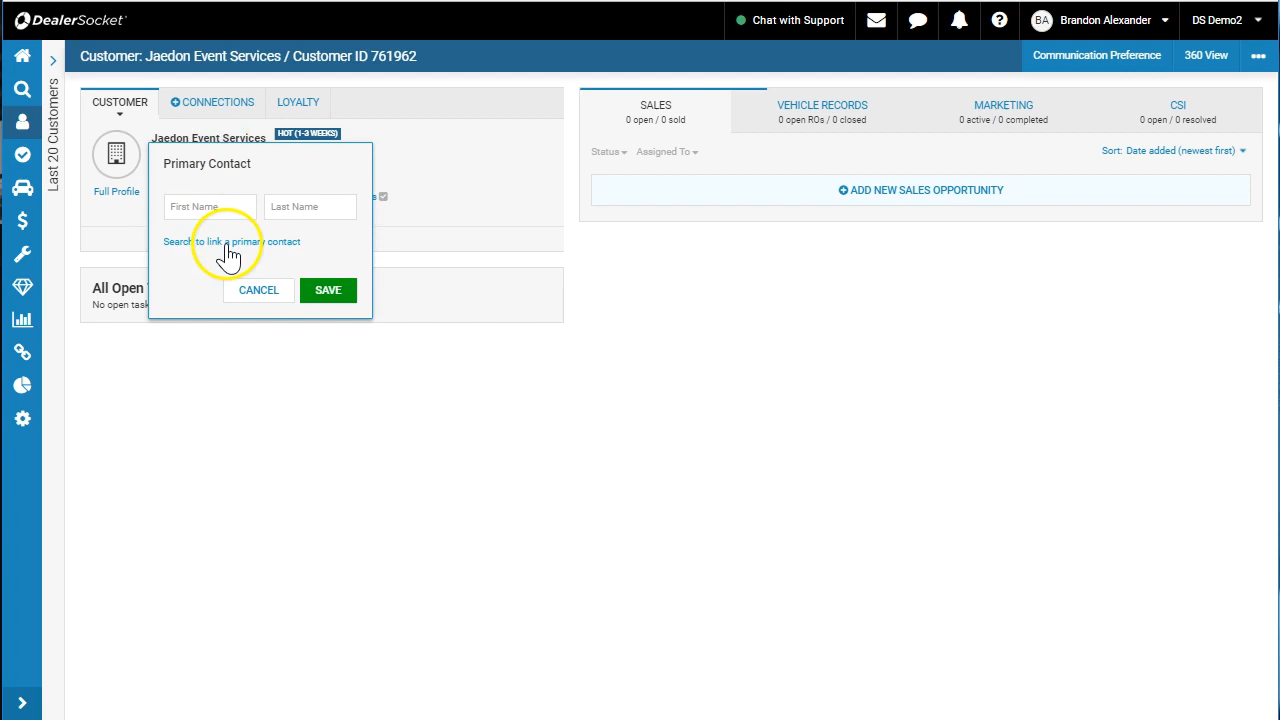 DealerSocket
Chat with Support
BA
Brandon Alexander
DS Demo2
Customer: Jaedon Event Services / Customer ID 761962
Communication Preference
360 View
Last 20 Customers
CUSTOMER
CONNECTIONS
LOYALTY
Jaedon Event Services
HOT (1-3 WEEKS)
Full Profile
Primary Contact
First Name
Last Name
Search to link a primary contact
CANCEL
SAVE
All Open
No open task
SALES
0 open / 0 sold
VEHICLE RECORDS
0 open ROs / 0 closed
MARKETING
0 active / 0 completed
CSI
0 open / 0 resolved
Status
Assigned To
Sort: Date added (newest first)
ADD NEW SALES OPPORTUNITY